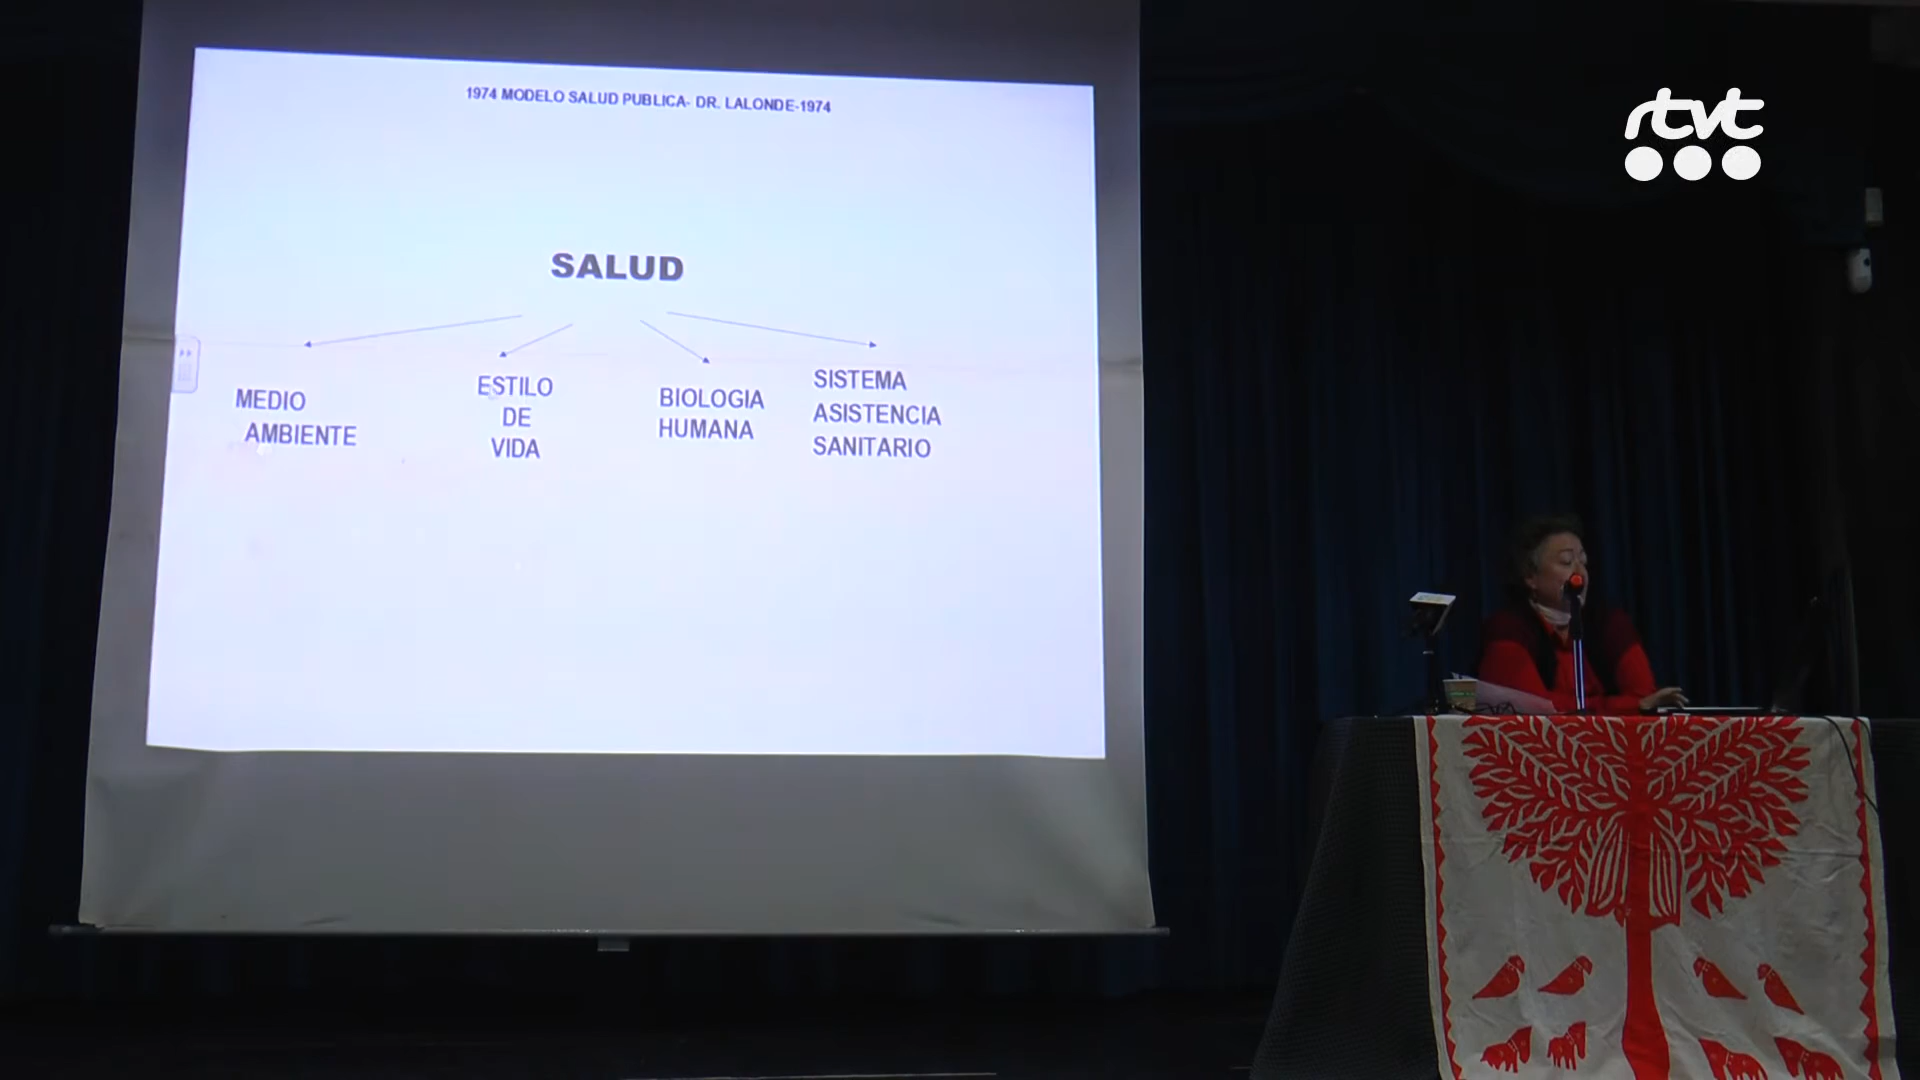 1974 MODELO SALUD PUBLICA- DR. LALONDE-1974
rtvt
SALUD
MEDIO
AMBIENTE
ESTILO
DE
VIDA
BIOLOGIA
HUMANA
SISTEMA
ASISTENCIA
SANITARIO